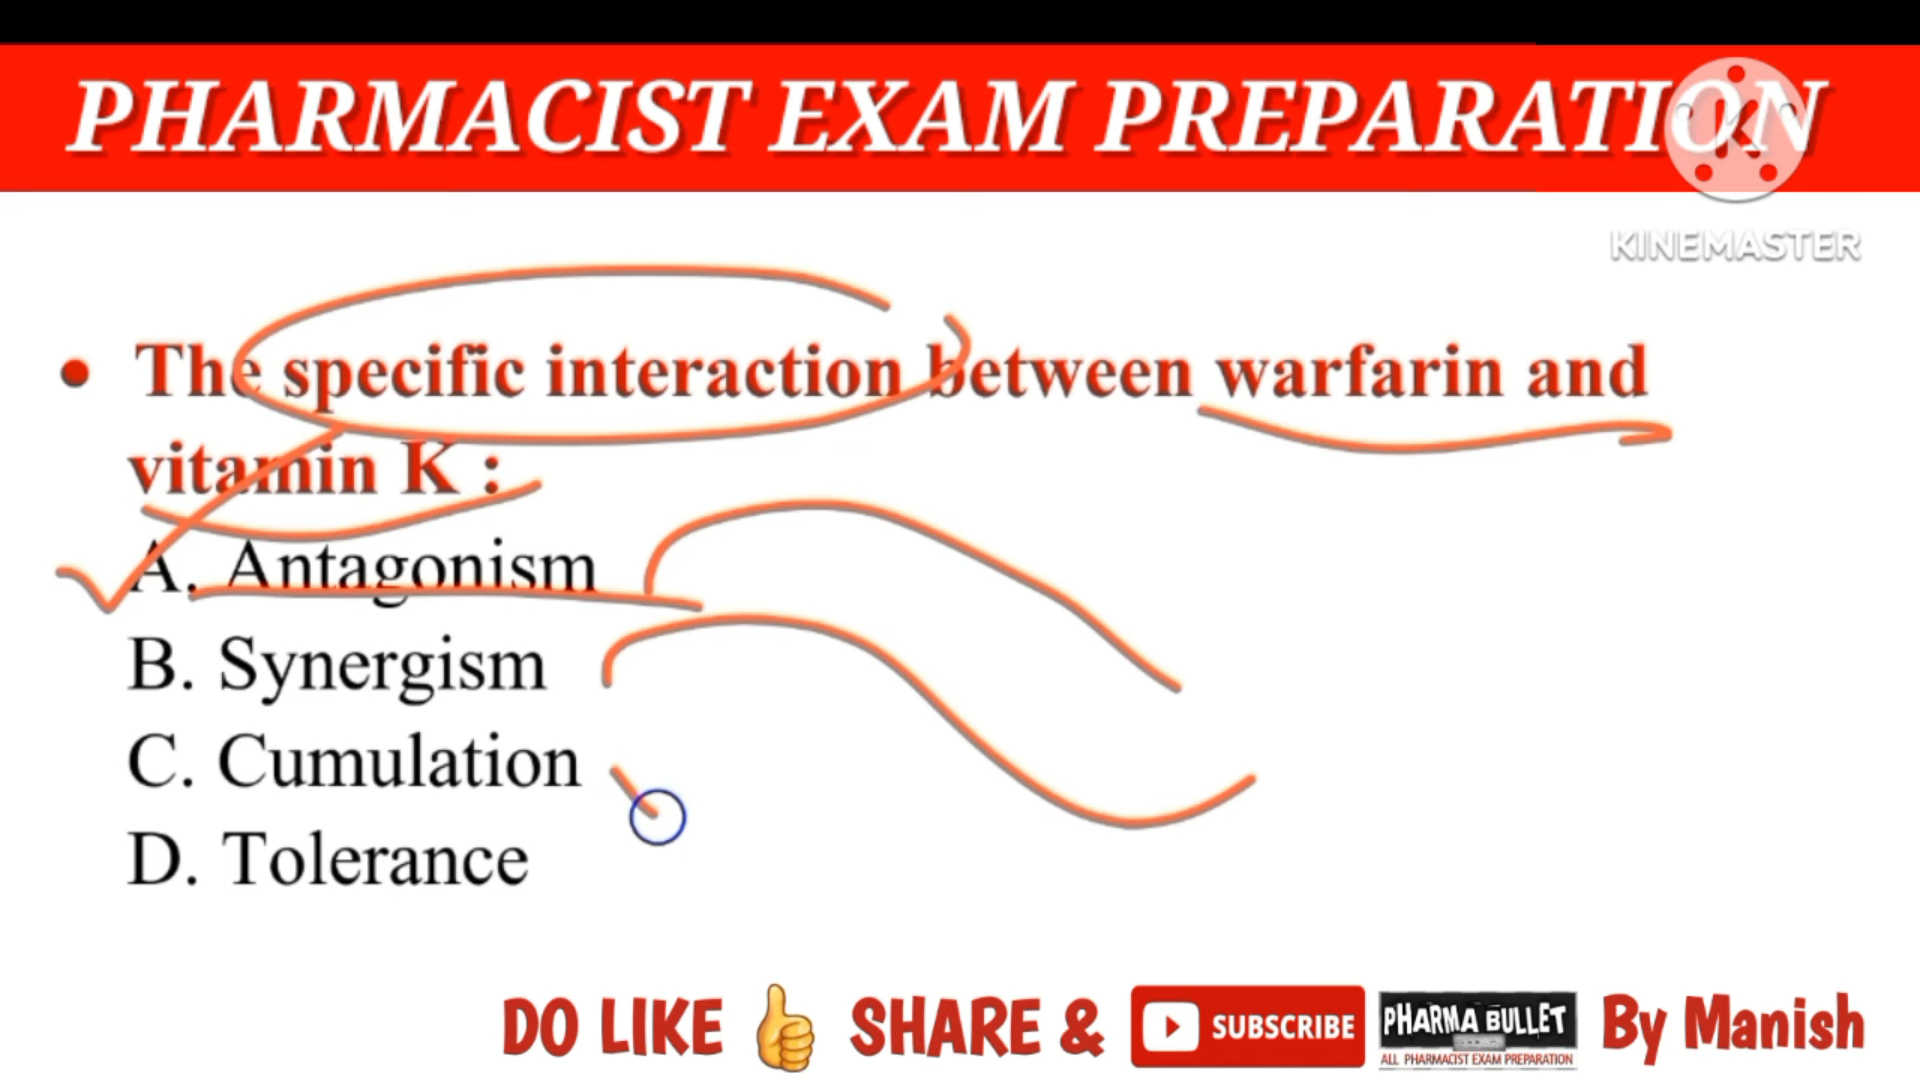 PHARMACIST EXAM PREPARATION
KINEMASTER
• The specific interaction between warfarin and
vitamin K :
A. Antagonism
B. Synergism
C. Cumulation
D. Tolerance
DO LIKE 👍 SHARE & SUBSCRIBE PHARMA BULLET By Manish
ALL PHARMACIST EXAM PREPARATION